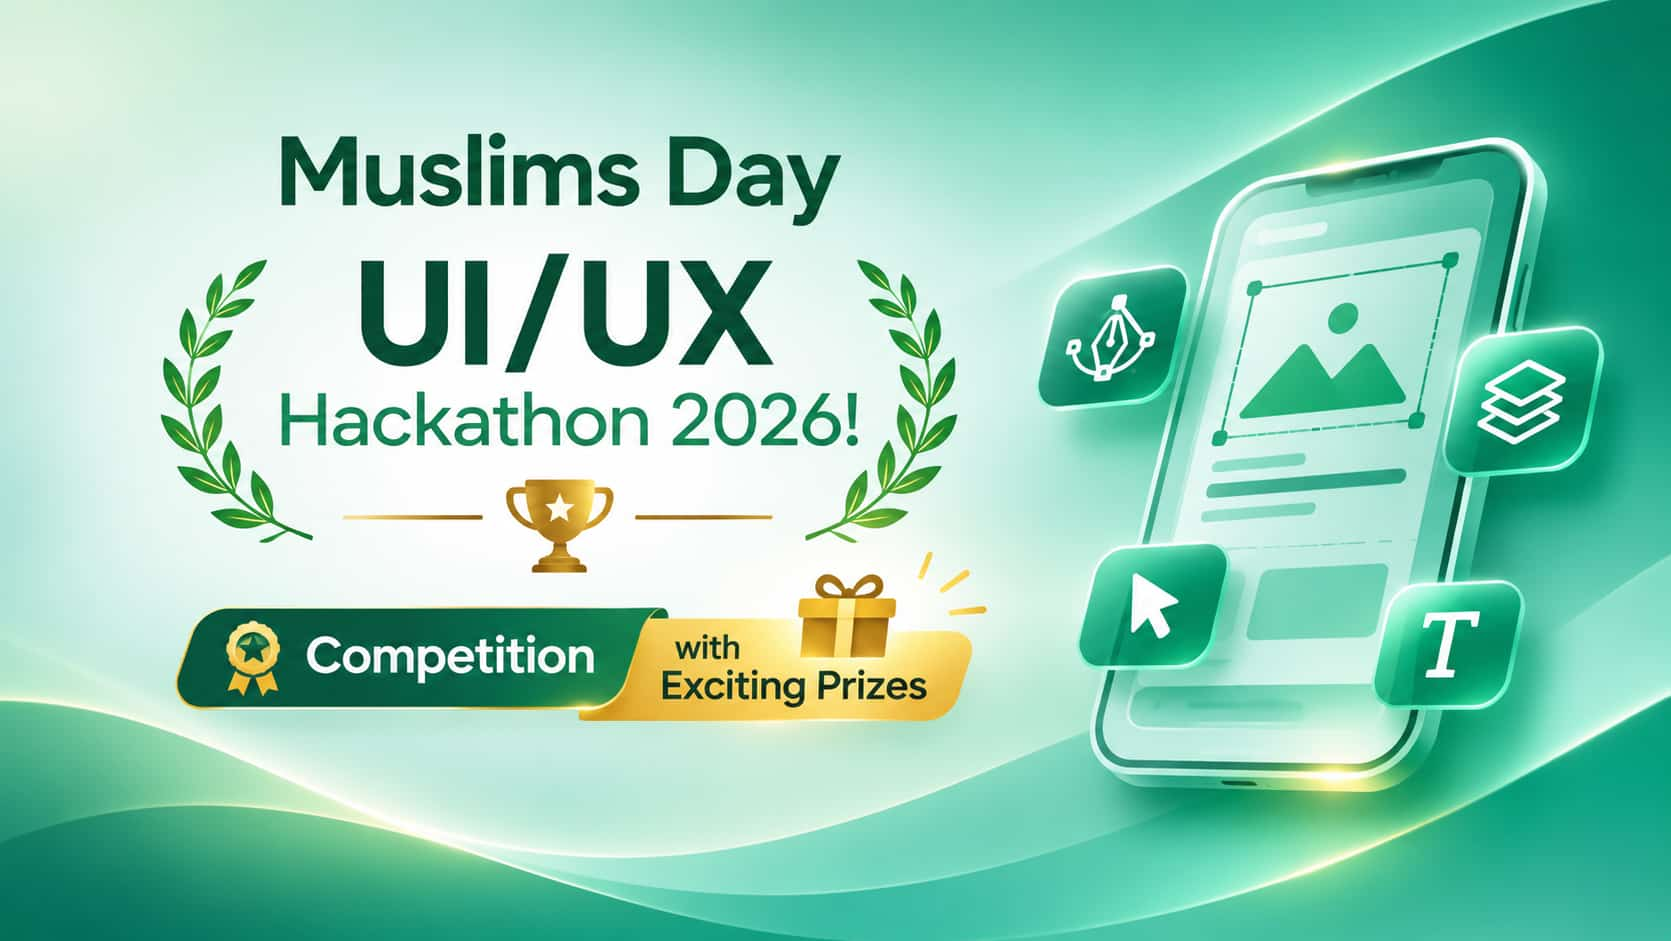 Muslims Day
UI/UX
Hackathon 2026!
Competition
with
Exciting Prizes
T